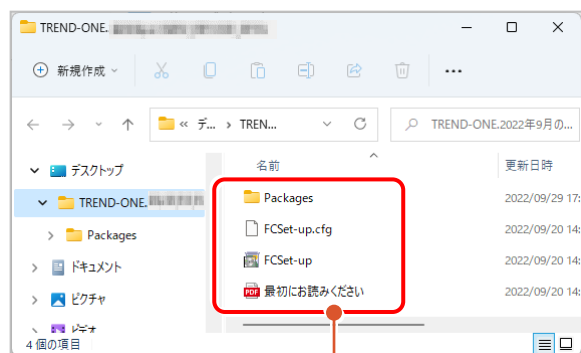 TREND-ONE.
新規作成
デ... TREN...
TREND-ONE.2022年9月の...
名前 更新日時
デスクトップ
TREND-ONE.
Packages
ドキュメント
ピクチャ
ビデオ
Packages 2022/09/29 17:
FCSet-up.cfg 2022/09/20 14:
FCSet-up 2022/09/20 14:
PDF 最初にお読みください 2022/09/20 14:
4 個の項目